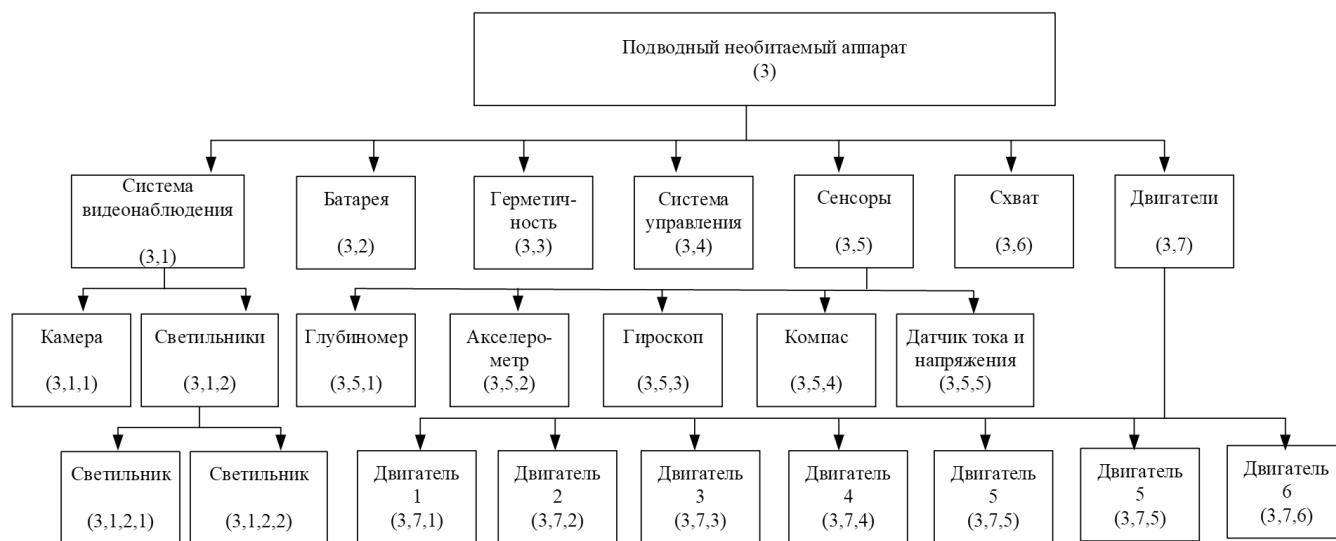 Подводный необитаемый аппарат
(3)
Система
видеонаблюдения
(3,1)
Батарея
(3,2)
Герметич-
ность
(3,3)
Система
управления
(3,4)
Сенсоры
(3,5)
Схват
(3,6)
Двигатели
(3,7)
Камера
(3,1,1)
Светильники
(3,1,2)
Глубиномер
(3,5,1)
Акселеро-
метр
(3,5,2)
Гироскоп
(3,5,3)
Компас
(3,5,4)
Датчик тока и
напряжения
(3,5,5)
Светильник
(3,1,2,1)
Светильник
(3,1,2,2)
Двигатель
1
(3,7,1)
Двигатель
2
(3,7,2)
Двигатель
3
(3,7,3)
Двигатель
4
(3,7,4)
Двигатель
5
(3,7,5)
Двигатель
5
(3,7,5)
Двигатель
6
(3,7,6)